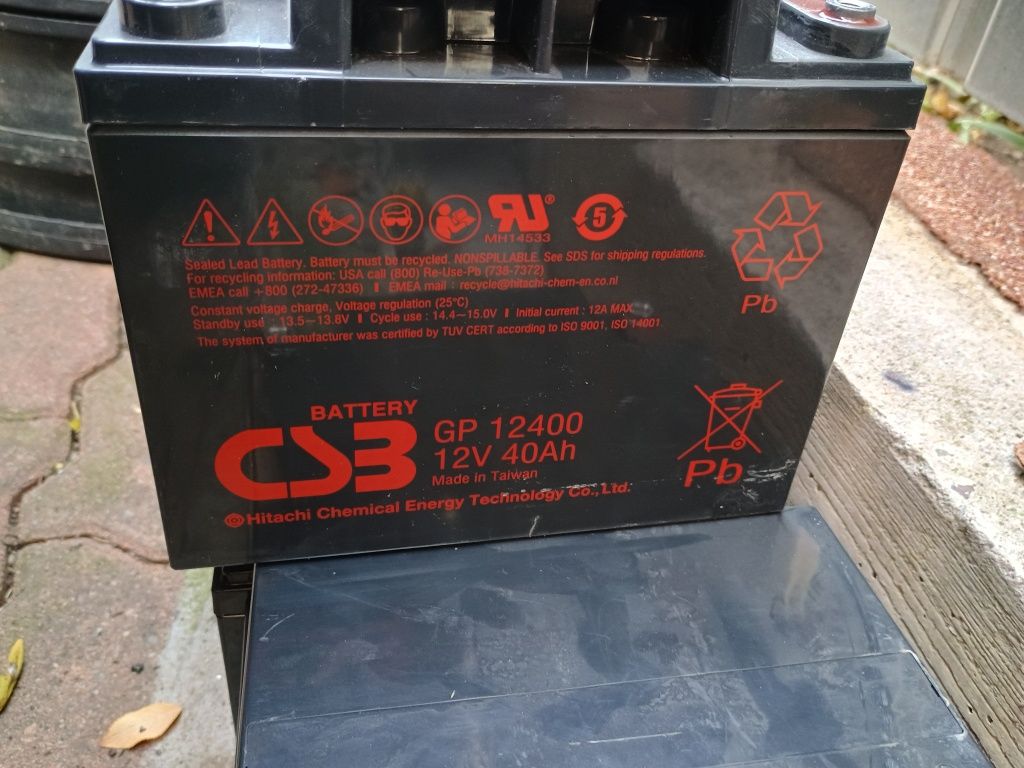 MH14533
5
Sealed Lead Battery. Battery must be recycled. NONSPILLABLE. See SDS for shipping regulations.
For recycling information: USA call (800) Re-Use-Pb (738-7372)
EMEA call +800 (272-47336) EMEA mail : recycle@hitachi-chem-en.co.nl
Constant voltage charge, Voltage regulation (25°C)
Standby use : 13.5~13.8V Cycle use : 14.4~15.0V Initial current : 12A MAX
The system of manufacturer was certified by TUV CERT according to ISO 9001, ISO 14001
Pb
BATTERY
CSB
GP 12400
12V 40Ah
Made in Taiwan
Hitachi Chemical Energy Technology Co., Ltd.
Pb